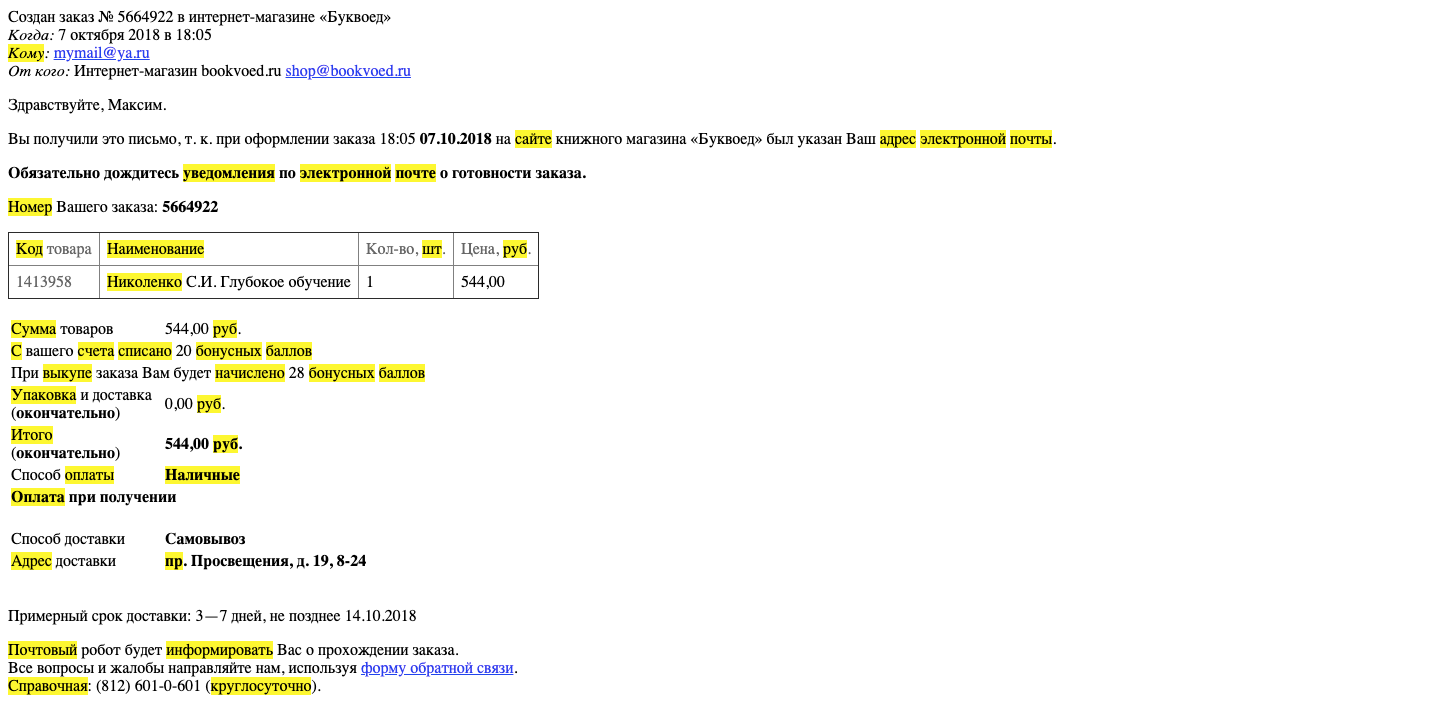 Создан заказ № 5664922 в интернет-магазине «Буквоед»
Когда: 7 октября 2018 в 18:05
Кому: mymail@ya.ru
От кого: Интернет-магазин bookvoed.ru shop@bookvoed.ru
Здравствуйте, Максим.
Вы получили это письмо, т. к. при оформлении заказа 18:05 07.10.2018 на сайте книжного магазина «Буквоед» был указан Ваш адрес электронной почты.
Обязательно дождитесь уведомления по электронной почте о готовности заказа.
Номер Вашего заказа: 5664922
Код товара Наименование Кол-во, шт. Цена, руб.
1413958 Николенко С.И. Глубокое обучение 1 544,00
Сумма товаров 544,00 руб.
С вашего счета списано 20 бонусных баллов
При выкупе заказа Вам будет начислено 28 бонусных баллов
Упаковка и доставка
(окончательно) 0,00 руб.
Итого
(окончательно) 544,00 руб.
Способ оплаты Наличные
Оплата при получении
Способ доставки Самовывоз
Адрес доставки пр. Просвещения, д. 19, 8-24
Примерный срок доставки: 3—7 дней, не позднее 14.10.2018
Почтовый робот будет информировать Вас о прохождении заказа.
Все вопросы и жалобы направляйте нам, используя форму обратной связи.
Справочная: (812) 601-0-601 (круглосуточно).